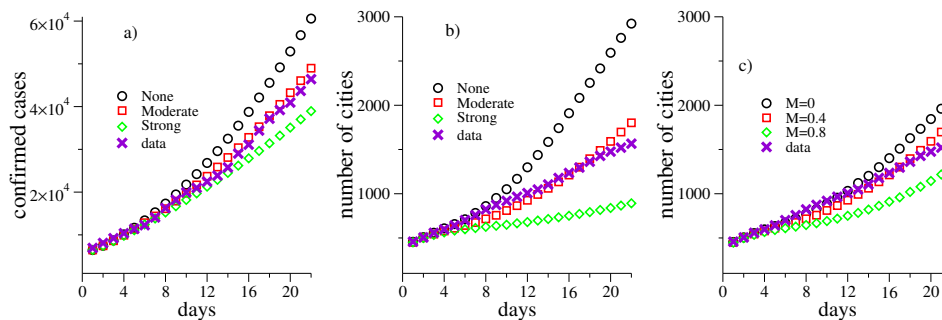 a)
6×10⁴
4×10⁴
2×10⁴
confirmed cases
None
Moderate
Strong
data
0 4 8 12 16 20
days
b)
3000
2000
1000
number of cities
None
Moderate
Strong
data
0 4 8 12 16 20
days
c)
3000
2000
1000
number of cities
M=0
M=0.4
M=0.8
data
0 4 8 12 16 20
days